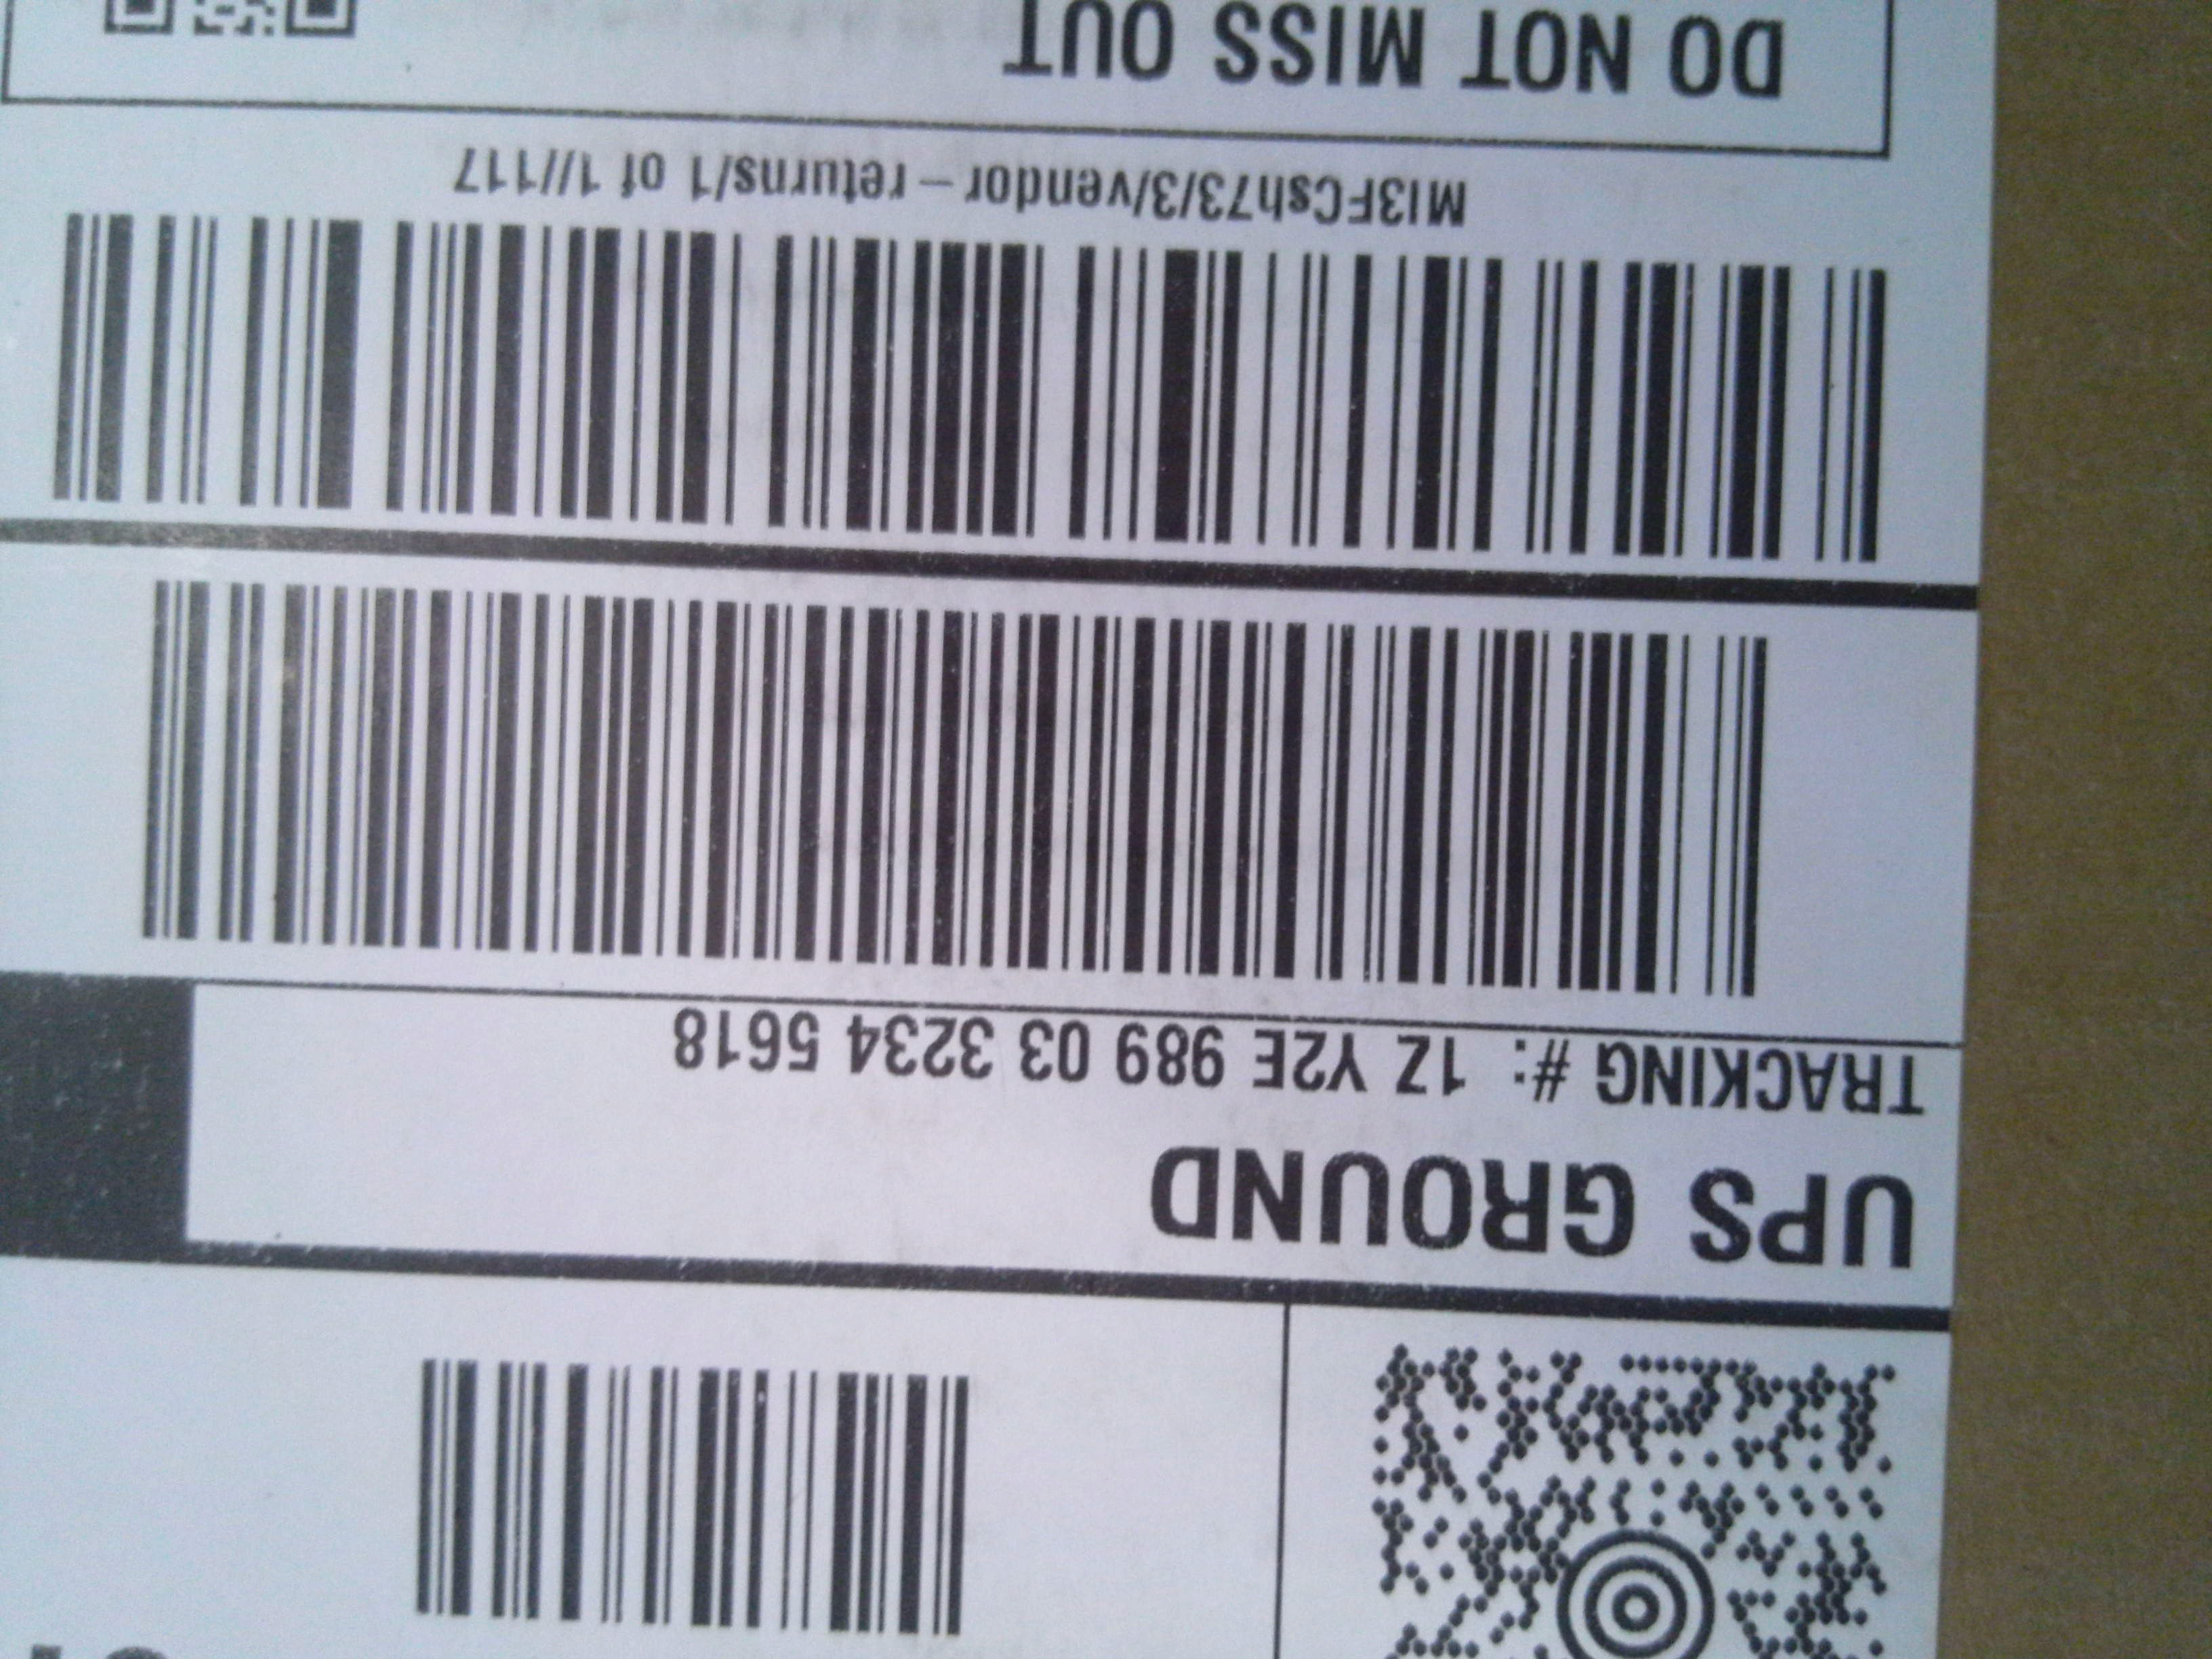 UPS GROUND
TRACKING #: 1Z Y2E 989 03 3234 5618
MI3FCsh73/3/vendor – returns/1 of 1//117
DO NOT MISS OUT